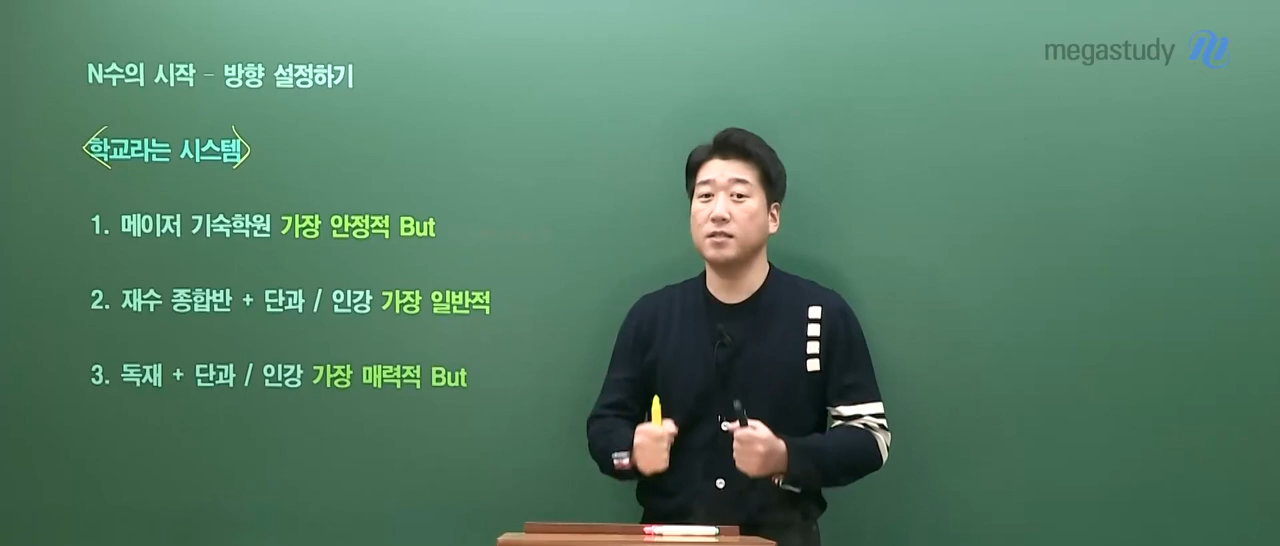 N수의 시작 - 방향 설정하기
megastudy
학교라는 시스템
1. 메이저 기숙학원 가장 안정적 But
2. 재수 종합반 + 단과 / 인강 가장 일반적
3. 독재 + 단과 / 인강 가장 매력적 But